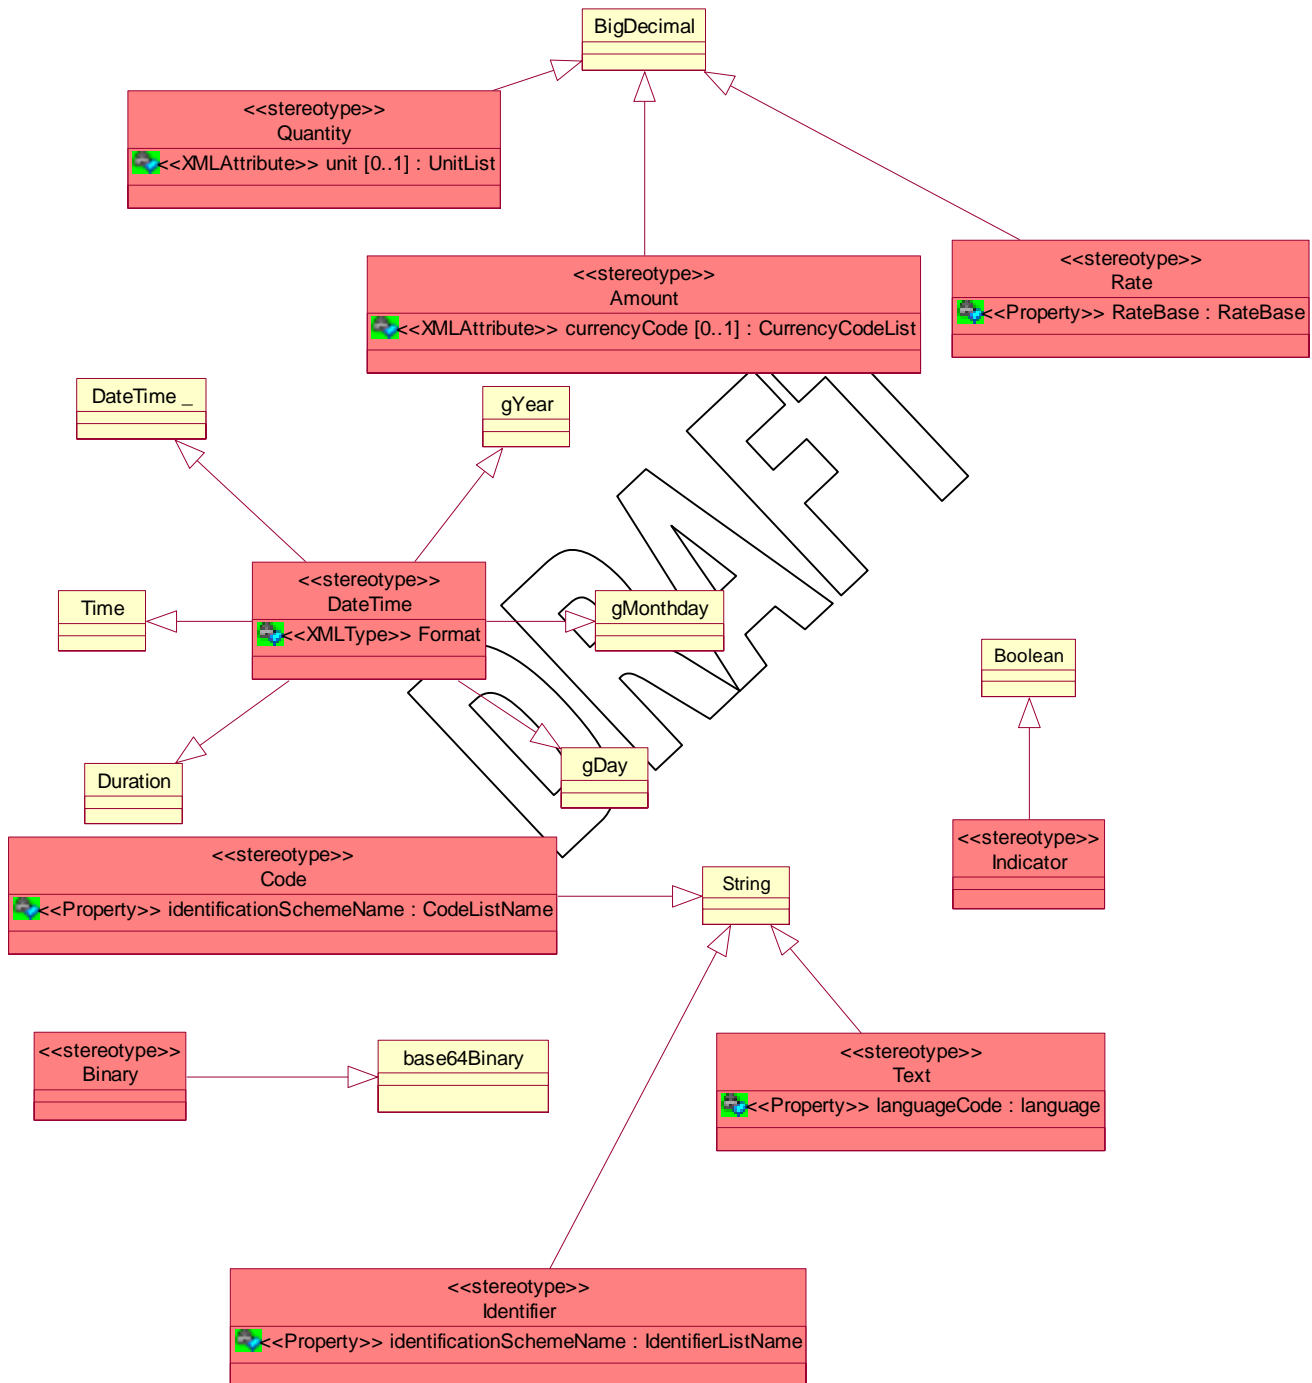 BigDecimal
<<stereotype>>
Quantity
<<XMLAttribute>> unit [0..1] : UnitList
<<stereotype>>
Amount
<<XMLAttribute>> currencyCode [0..1] : CurrencyCodeList
<<stereotype>>
Rate
<<Property>> RateBase : RateBase
DateTime _
gYear
<<stereotype>>
DateTime
<<XMLType>> Format
Time
gMonthday
Boolean
Duration
gDay
DRAFT
<<stereotype>>
Indicator
<<stereotype>>
Code
<<Property>> identificationSchemeName : CodeListName
String
<<stereotype>>
Binary
base64Binary
<<stereotype>>
Text
<<Property>> languageCode : language
<<stereotype>>
Identifier
<<Property>> identificationSchemeName : IdentifierListName